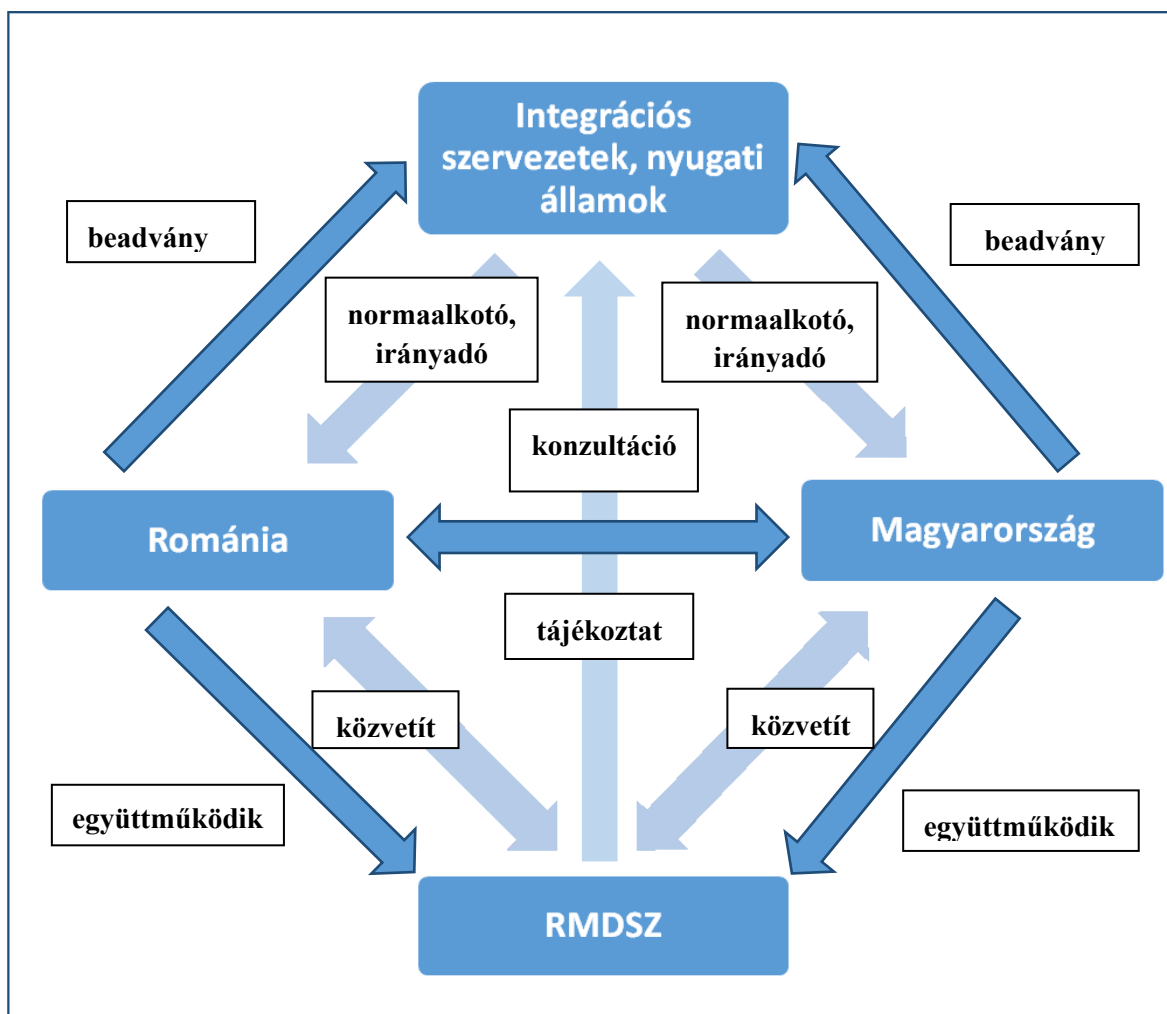 Integrációs
szervezetek, nyugati
államok
beadvány
beadvány
normaalkotó,
irányadó
normaalkotó,
irányadó
konzultáció
Románia
Magyarország
tájékoztat
közvetít
közvetít
együttműködik
együttműködik
RMDSZ